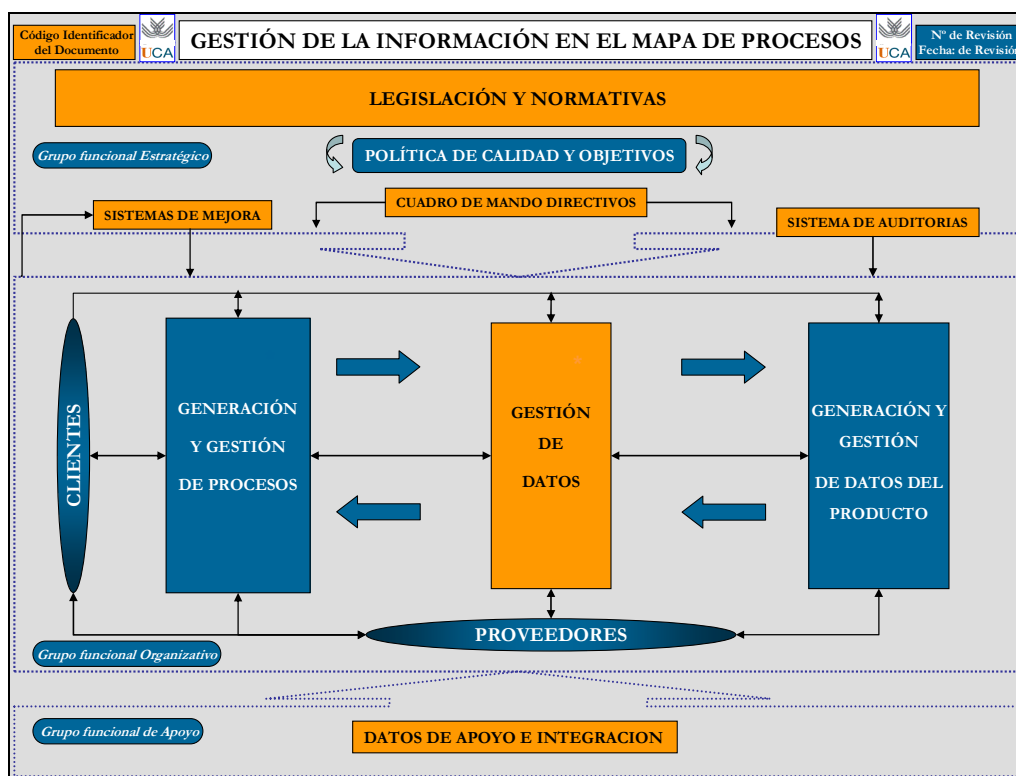 Código Identificador
del Documento
UCA
GESTIÓN DE LA INFORMACIÓN EN EL MAPA DE PROCESOS
UCA
Nº de Revisión
Fecha: de Revisión
LEGISLACIÓN Y NORMATIVAS
Grupo funcional Estratégico
POLÍTICA DE CALIDAD Y OBJETIVOS
SISTEMAS DE MEJORA
CUADRO DE MANDO DIRECTIVOS
SISTEMA DE AUDITORIAS
CLIENTES
GENERACIÓN
Y GESTIÓN
DE PROCESOS
GESTIÓN
DE
DATOS
GENERACIÓN Y
GESTIÓN
DE DATOS DEL
PRODUCTO
PROVEEDORES
Grupo funcional Organizativo
Grupo funcional de Apoyo
DATOS DE APOYO E INTEGRACION